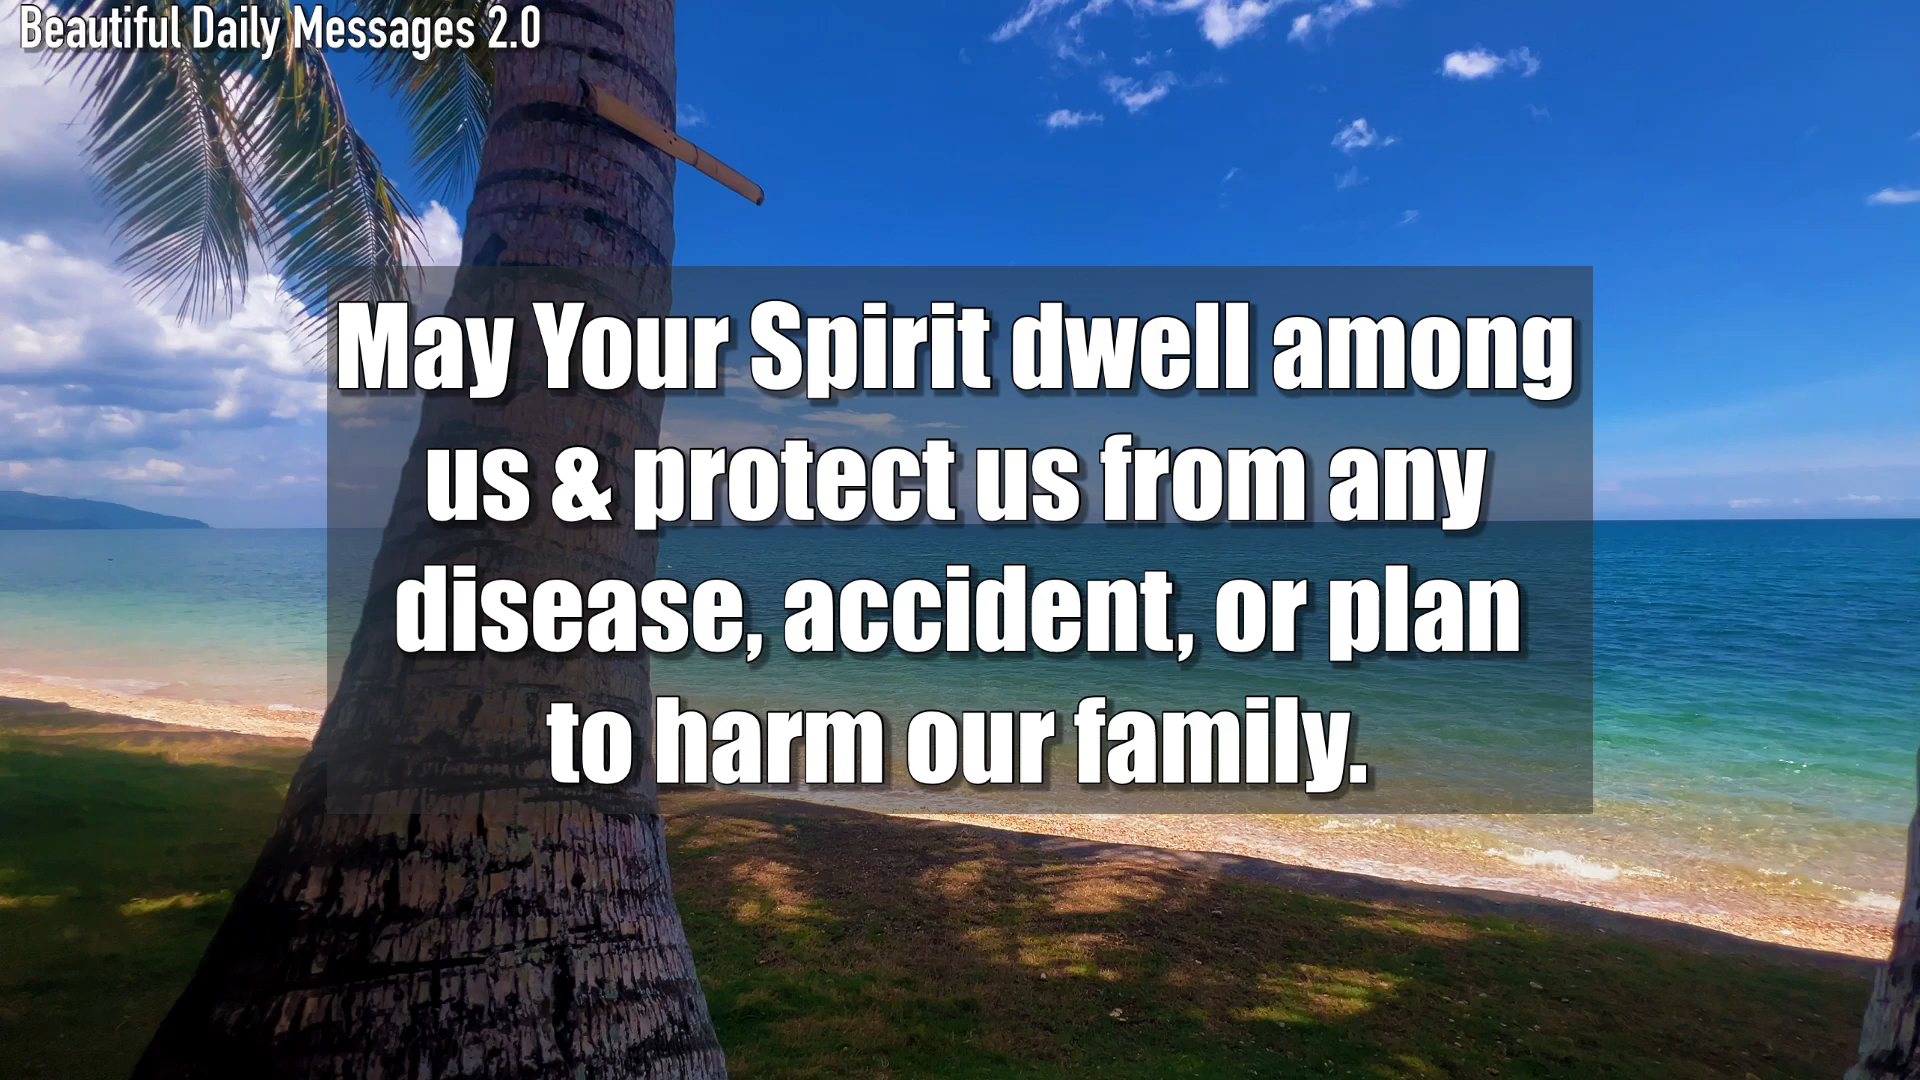 Beautiful Daily Messages 2.0
May Your Spirit dwell among
us & protect us from any
disease, accident, or plan
to harm our family.